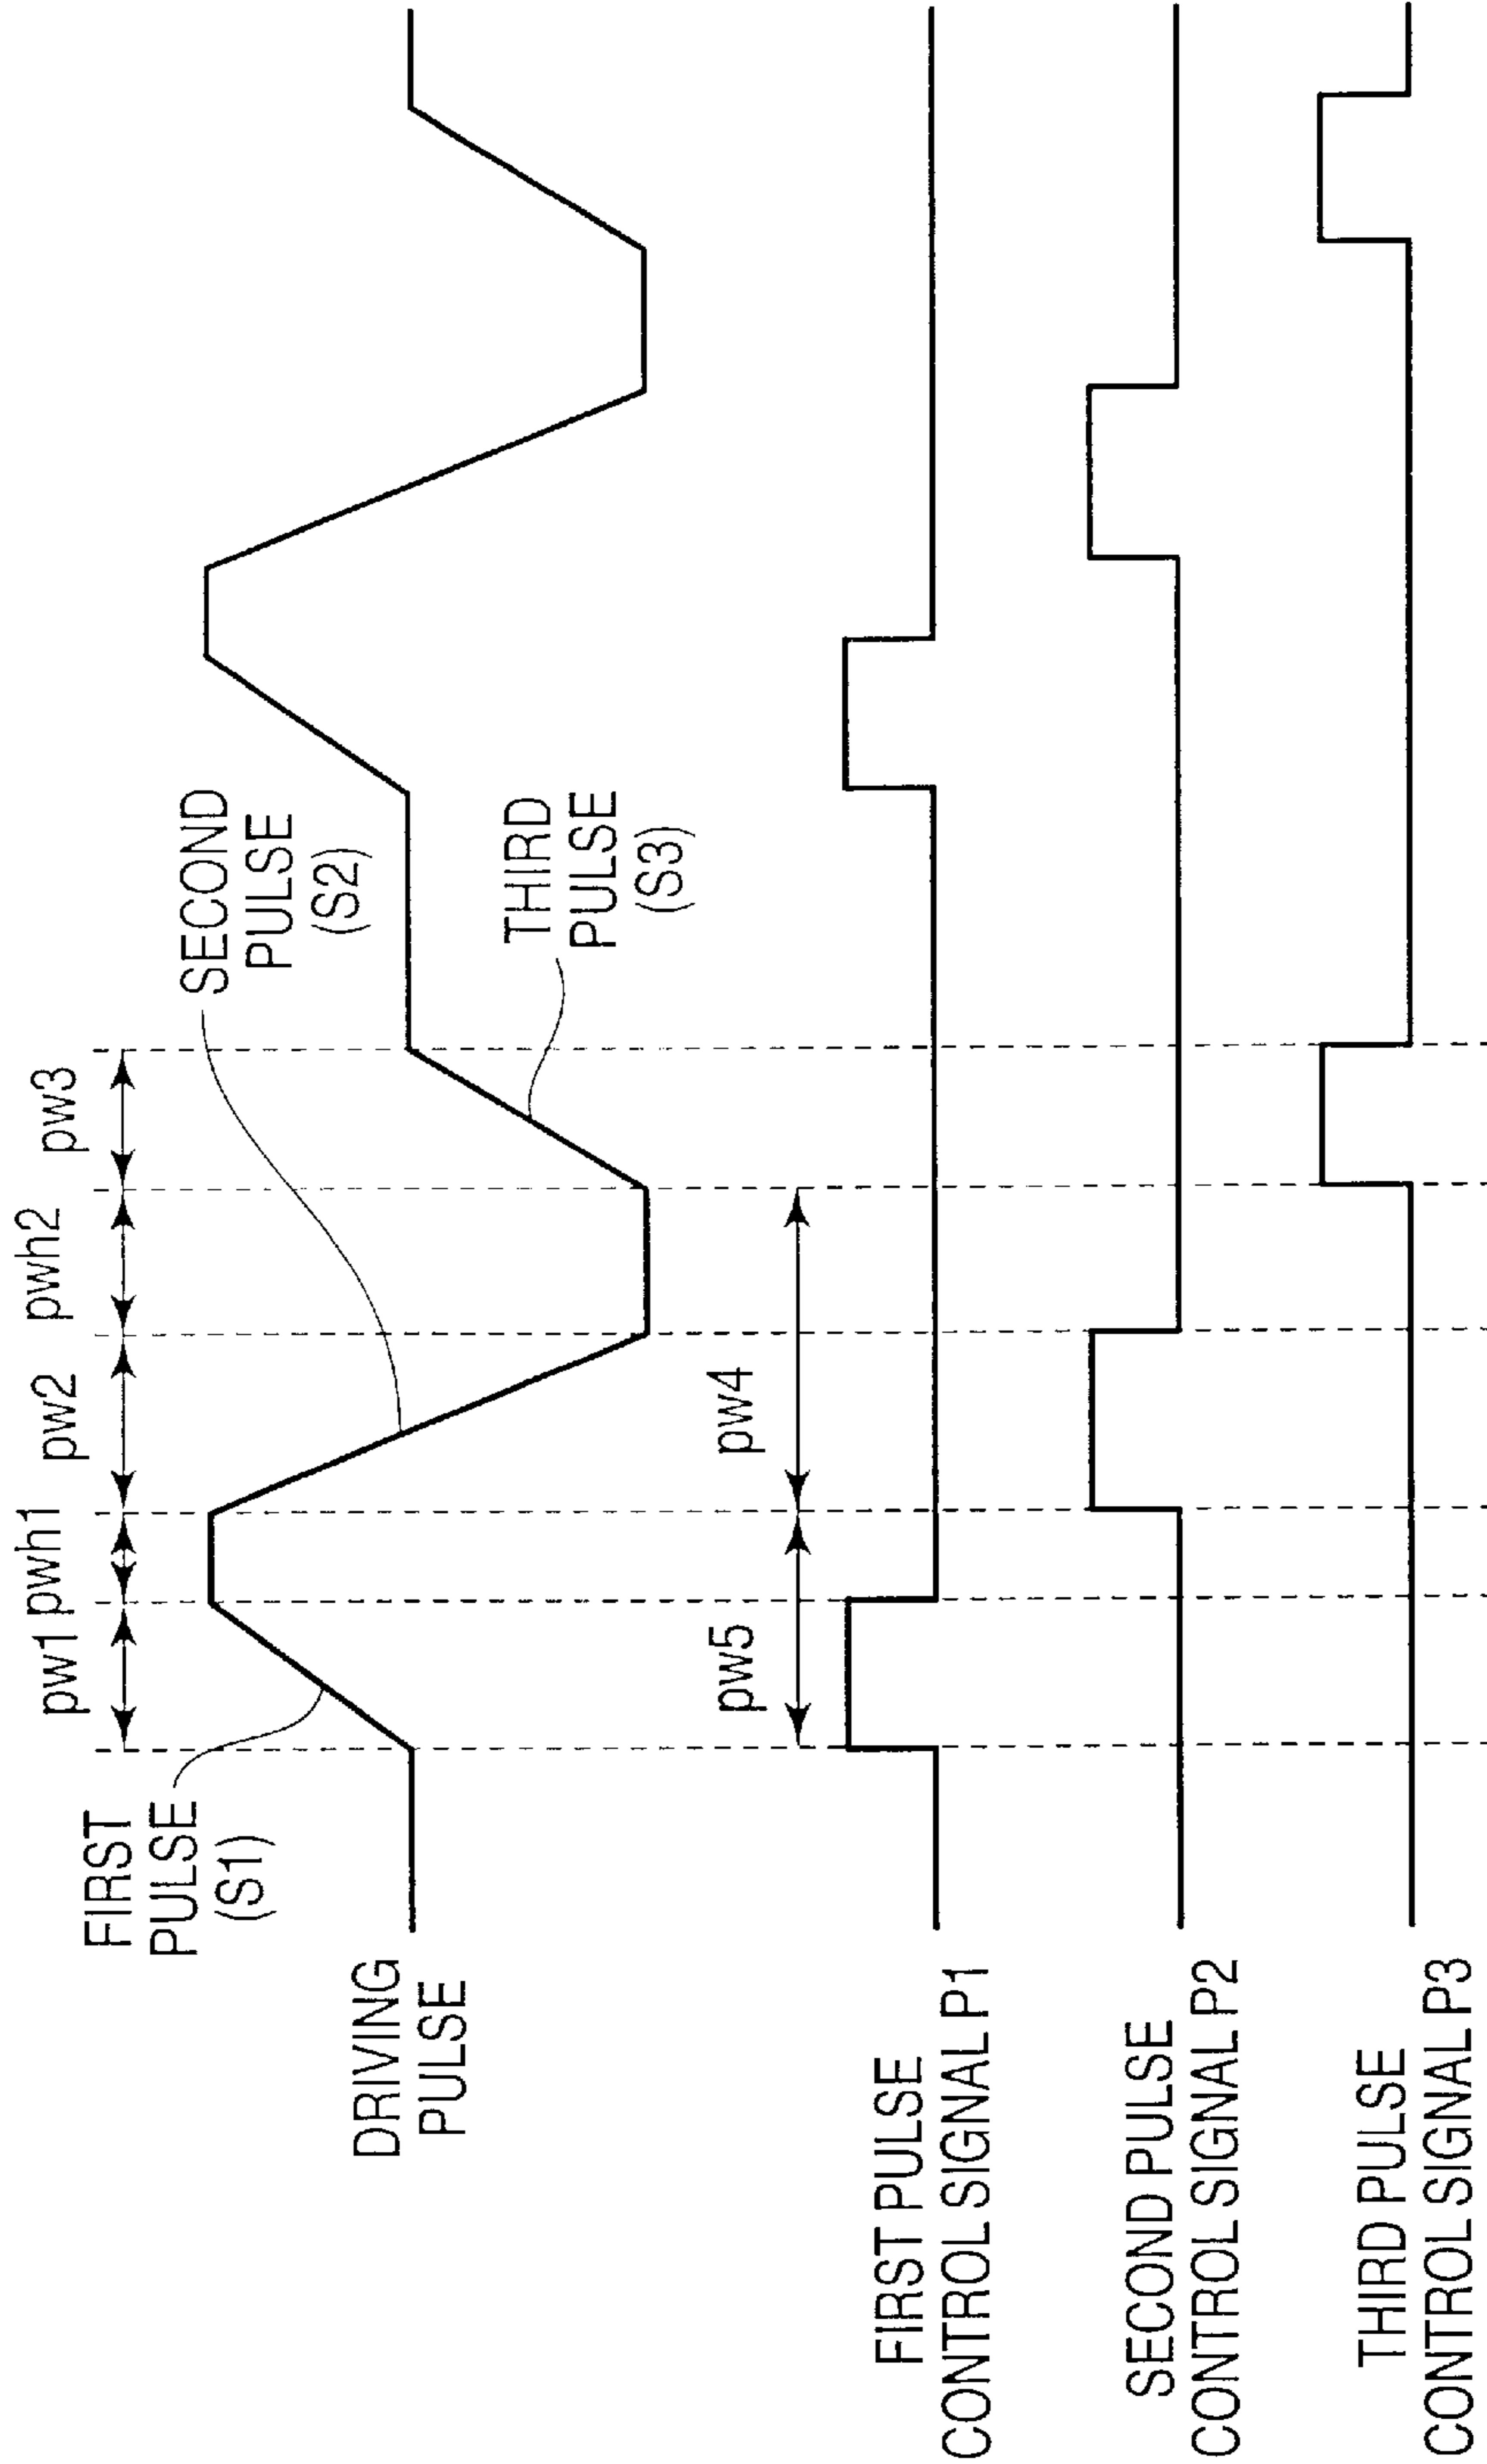 pw1
pwh1
pw2
pwh2
pw3
FIRST
PULSE
(S1)
SECOND
PULSE
(S2)
THIRD
PULSE
(S3)
DRIVING
PULSE
pw5
pw4
FIRST PULSE
CONTROL SIGNAL P1
SECOND PULSE
CONTROL SIGNAL P2
THIRD PULSE
CONTROL SIGNAL P3